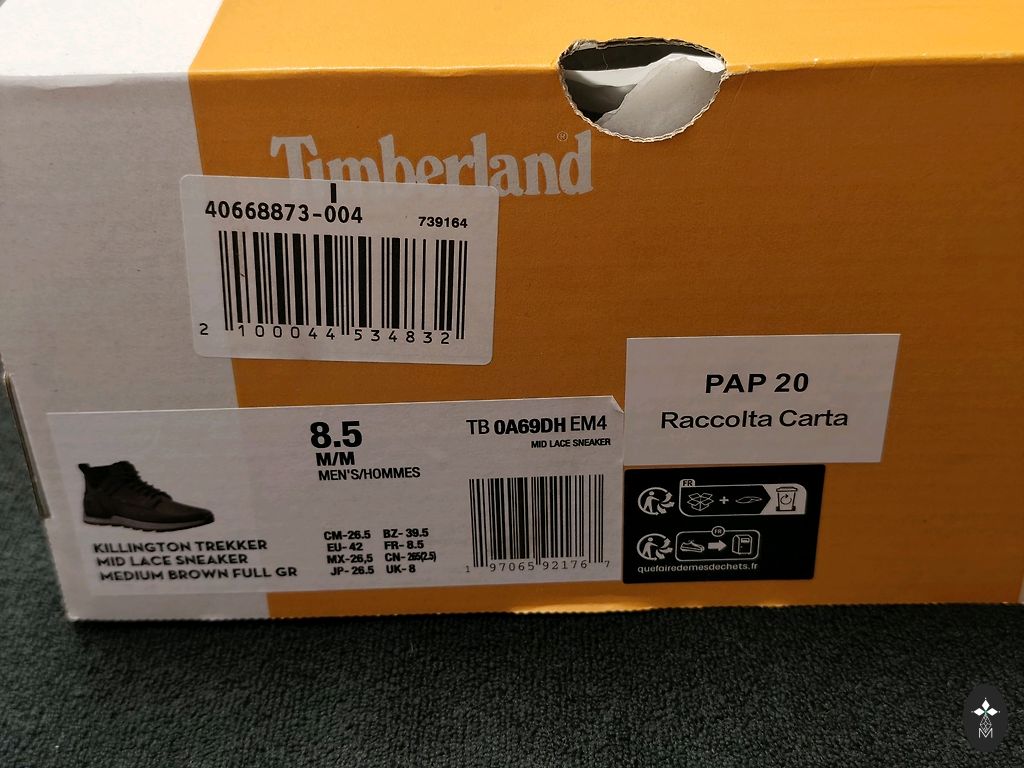 Timberland®
40668873-004
739164
2 100044 534832
8.5
M/M
MEN'S/HOMMES
TB 0A69DH EM4
MID LACE SNEAKER
KILLINGTON TREKKER
MID LACE SNEAKER
MEDIUM BROWN FULL GR
CM-26.5 BZ-39.5
EU-42 FR-8.5
MX-26,5 CN-265(2.5)
JP-26.5 UK-8
1 97065 92176 7
PAP 20
Raccolta Carta
FR
+
FR
quefairedemesdechets.fr
M